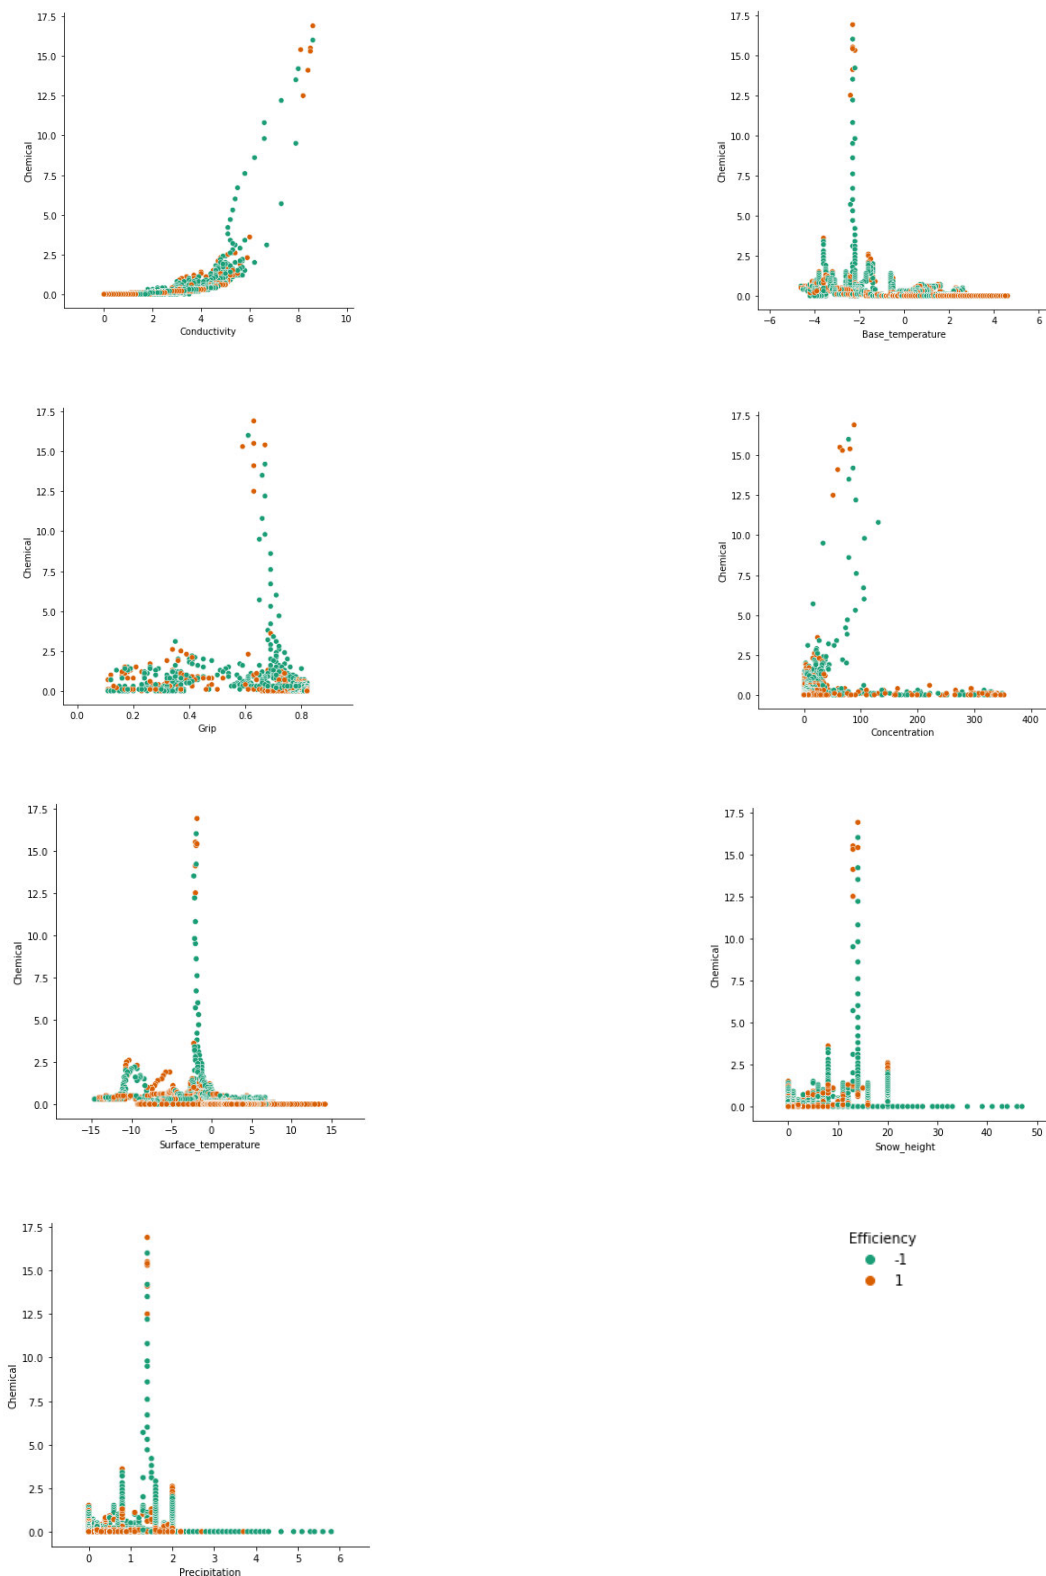 17.5
15.0
12.5
10.0
7.5
5.0
2.5
0.0
Chemical
0 2 4 6 8 10
Conductivity
17.5
15.0
12.5
10.0
7.5
5.0
2.5
0.0
Chemical
−6 −4 −2 0 2 4 6
Base_temperature
17.5
15.0
12.5
10.0
7.5
5.0
2.5
0.0
Chemical
0.0 0.2 0.4 0.6 0.8
Grip
17.5
15.0
12.5
10.0
7.5
5.0
2.5
0.0
Chemical
0 100 200 300 400
Concentration
17.5
15.0
12.5
10.0
7.5
5.0
2.5
0.0
Chemical
−15 −10 −5 0 5 10 15
Surface_temperature
17.5
15.0
12.5
10.0
7.5
5.0
2.5
0.0
Chemical
0 10 20 30 40 50
Snow_height
17.5
15.0
12.5
10.0
7.5
5.0
2.5
0.0
Chemical
0 1 2 3 4 5 6
Precipitation
Efficiency
-1
1